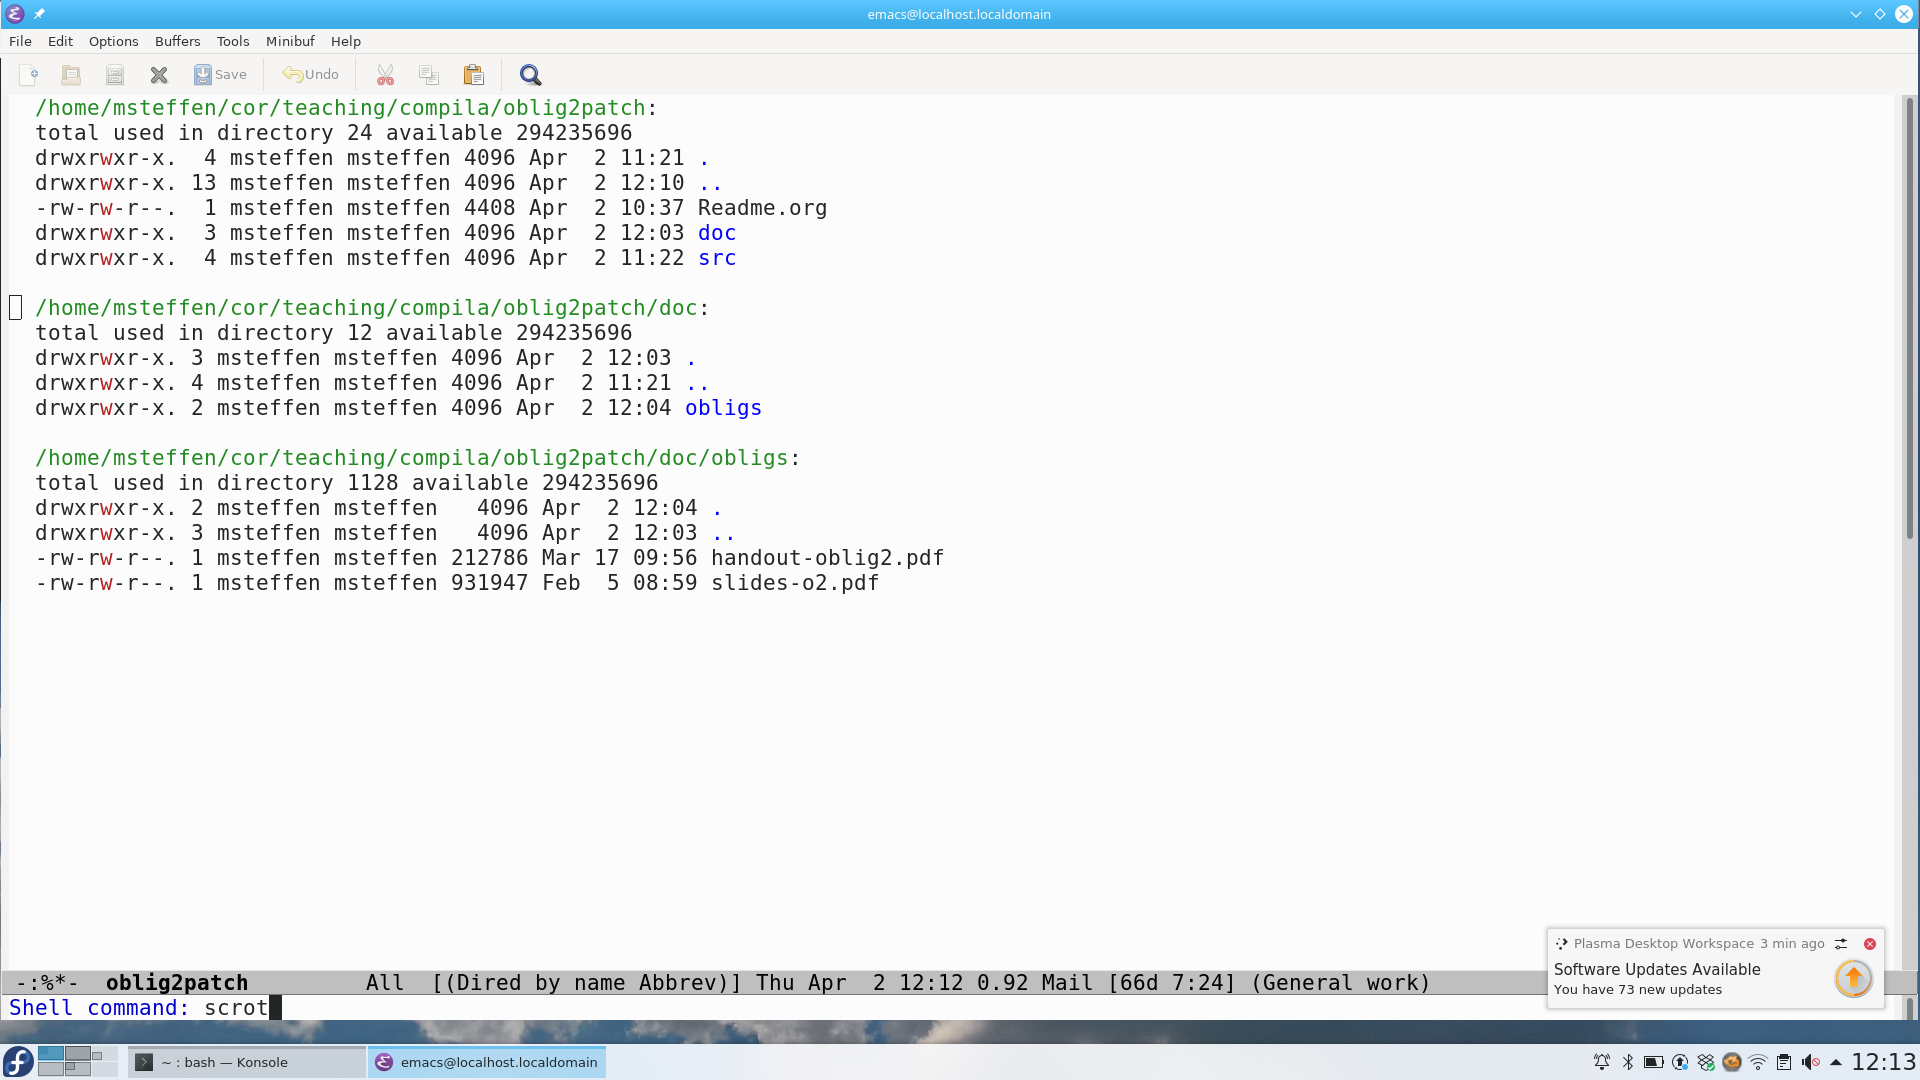 emacs@localhost.localdomain
File Edit Options Buffers Tools Minibuf Help
Save Undo
/home/msteffen/cor/teaching/compila/oblig2patch:
total used in directory 24 available 294235696
drwxrwxr-x.  4 msteffen msteffen 4096 Apr  2 11:21 .
drwxrwxr-x. 13 msteffen msteffen 4096 Apr  2 12:10 ..
-rw-rw-r--.  1 msteffen msteffen 4408 Apr  2 10:37 Readme.org
drwxrwxr-x.  3 msteffen msteffen 4096 Apr  2 12:03 doc
drwxrwxr-x.  4 msteffen msteffen 4096 Apr  2 11:22 src
/home/msteffen/cor/teaching/compila/oblig2patch/doc:
total used in directory 12 available 294235696
drwxrwxr-x. 3 msteffen msteffen 4096 Apr  2 12:03 .
drwxrwxr-x. 4 msteffen msteffen 4096 Apr  2 11:21 ..
drwxrwxr-x. 2 msteffen msteffen 4096 Apr  2 12:04 obligs
/home/msteffen/cor/teaching/compila/oblig2patch/doc/obligs:
total used in directory 1128 available 294235696
drwxrwxr-x. 2 msteffen msteffen   4096 Apr  2 12:04 .
drwxrwxr-x. 3 msteffen msteffen   4096 Apr  2 12:03 ..
-rw-rw-r--. 1 msteffen msteffen 212786 Mar 17 09:56 handout-oblig2.pdf
-rw-rw-r--. 1 msteffen msteffen 931947 Feb  5 08:59 slides-o2.pdf
Plasma Desktop Workspace 3 min ago
Software Updates Available
You have 73 new updates
-:%*-  oblig2patch         All  [(Dired by name Abbrev)] Thu Apr  2 12:12 0.92 Mail [66d 7:24] (General work)
Shell command: scrot
~ : bash — Konsole
emacs@localhost.localdomain
12:13